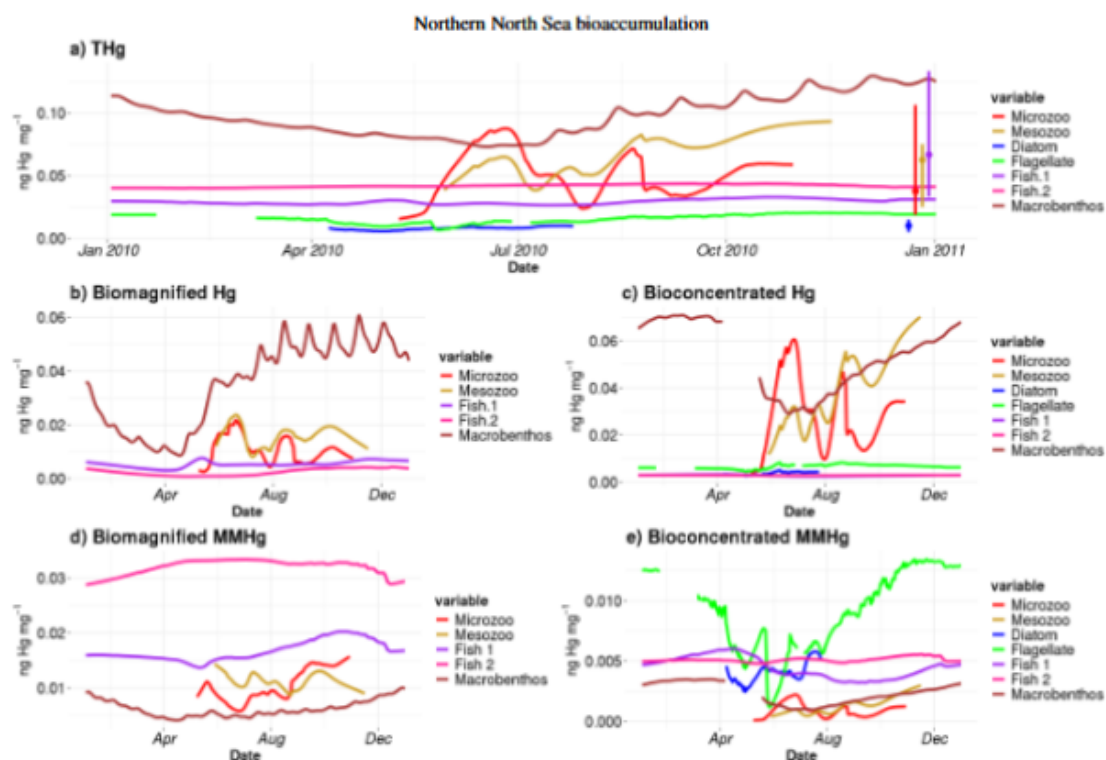 Northern North Sea bioaccumulation
a) THg
ng Hg mg⁻¹
0.10
0.05
0.00
Jan 2010
Apr 2010
Jul 2010
Oct 2010
Jan 2011
Date
variable
Microzoo
Mesozoo
Diatom
Flagellate
Fish.1
Fish.2
Macrobenthos
b) Biomagnified Hg
ng Hg mg⁻¹
0.06
0.04
0.02
0.00
Apr
Aug
Dec
Date
variable
Microzoo
Mesozoo
Fish.1
Fish.2
Macrobenthos
c) Bioconcentrated Hg
ng Hg mg⁻¹
0.06
0.04
0.02
0.00
Apr
Aug
Dec
Date
variable
Microzoo
Mesozoo
Diatom
Flagellate
Fish 1
Fish 2
Macrobenthos
d) Biomagnified MMHg
ng Hg mg⁻¹
0.03
0.02
0.01
Apr
Aug
Dec
Date
variable
Microzoo
Mesozoo
Fish 1
Fish 2
Macrobenthos
e) Bioconcentrated MMHg
ng Hg mg⁻¹
0.010
0.005
0.000
Apr
Aug
Dec
Date
variable
Microzoo
Mesozoo
Diatom
Flagellate
Fish 1
Fish 2
Macrobenthos